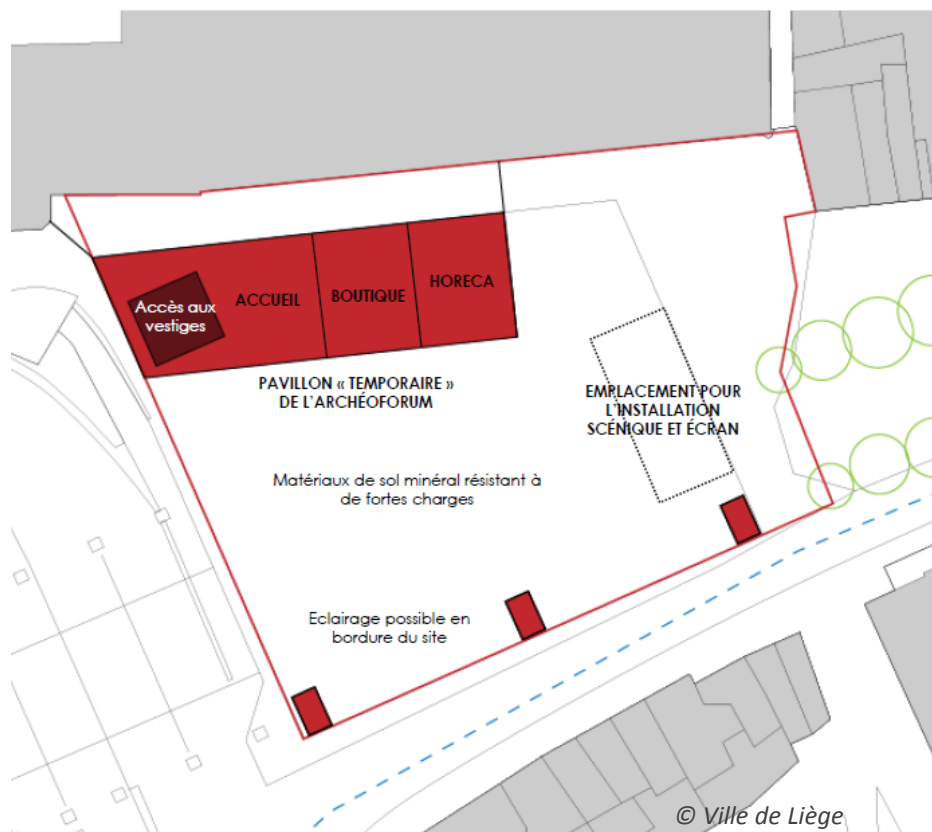 Accès aux
vestiges
ACCUEIL
BOUTIQUE
HORECA
PAVILLON « TEMPORAIRE »
DE L'ARCHÉOFORUM
EMPLACEMENT POUR
L'INSTALLATION
SCÉNIQUE ET ÉCRAN
Matériaux de sol minéral résistant à
de fortes charges
Eclairage possible en
bordure du site
© Ville de Liège